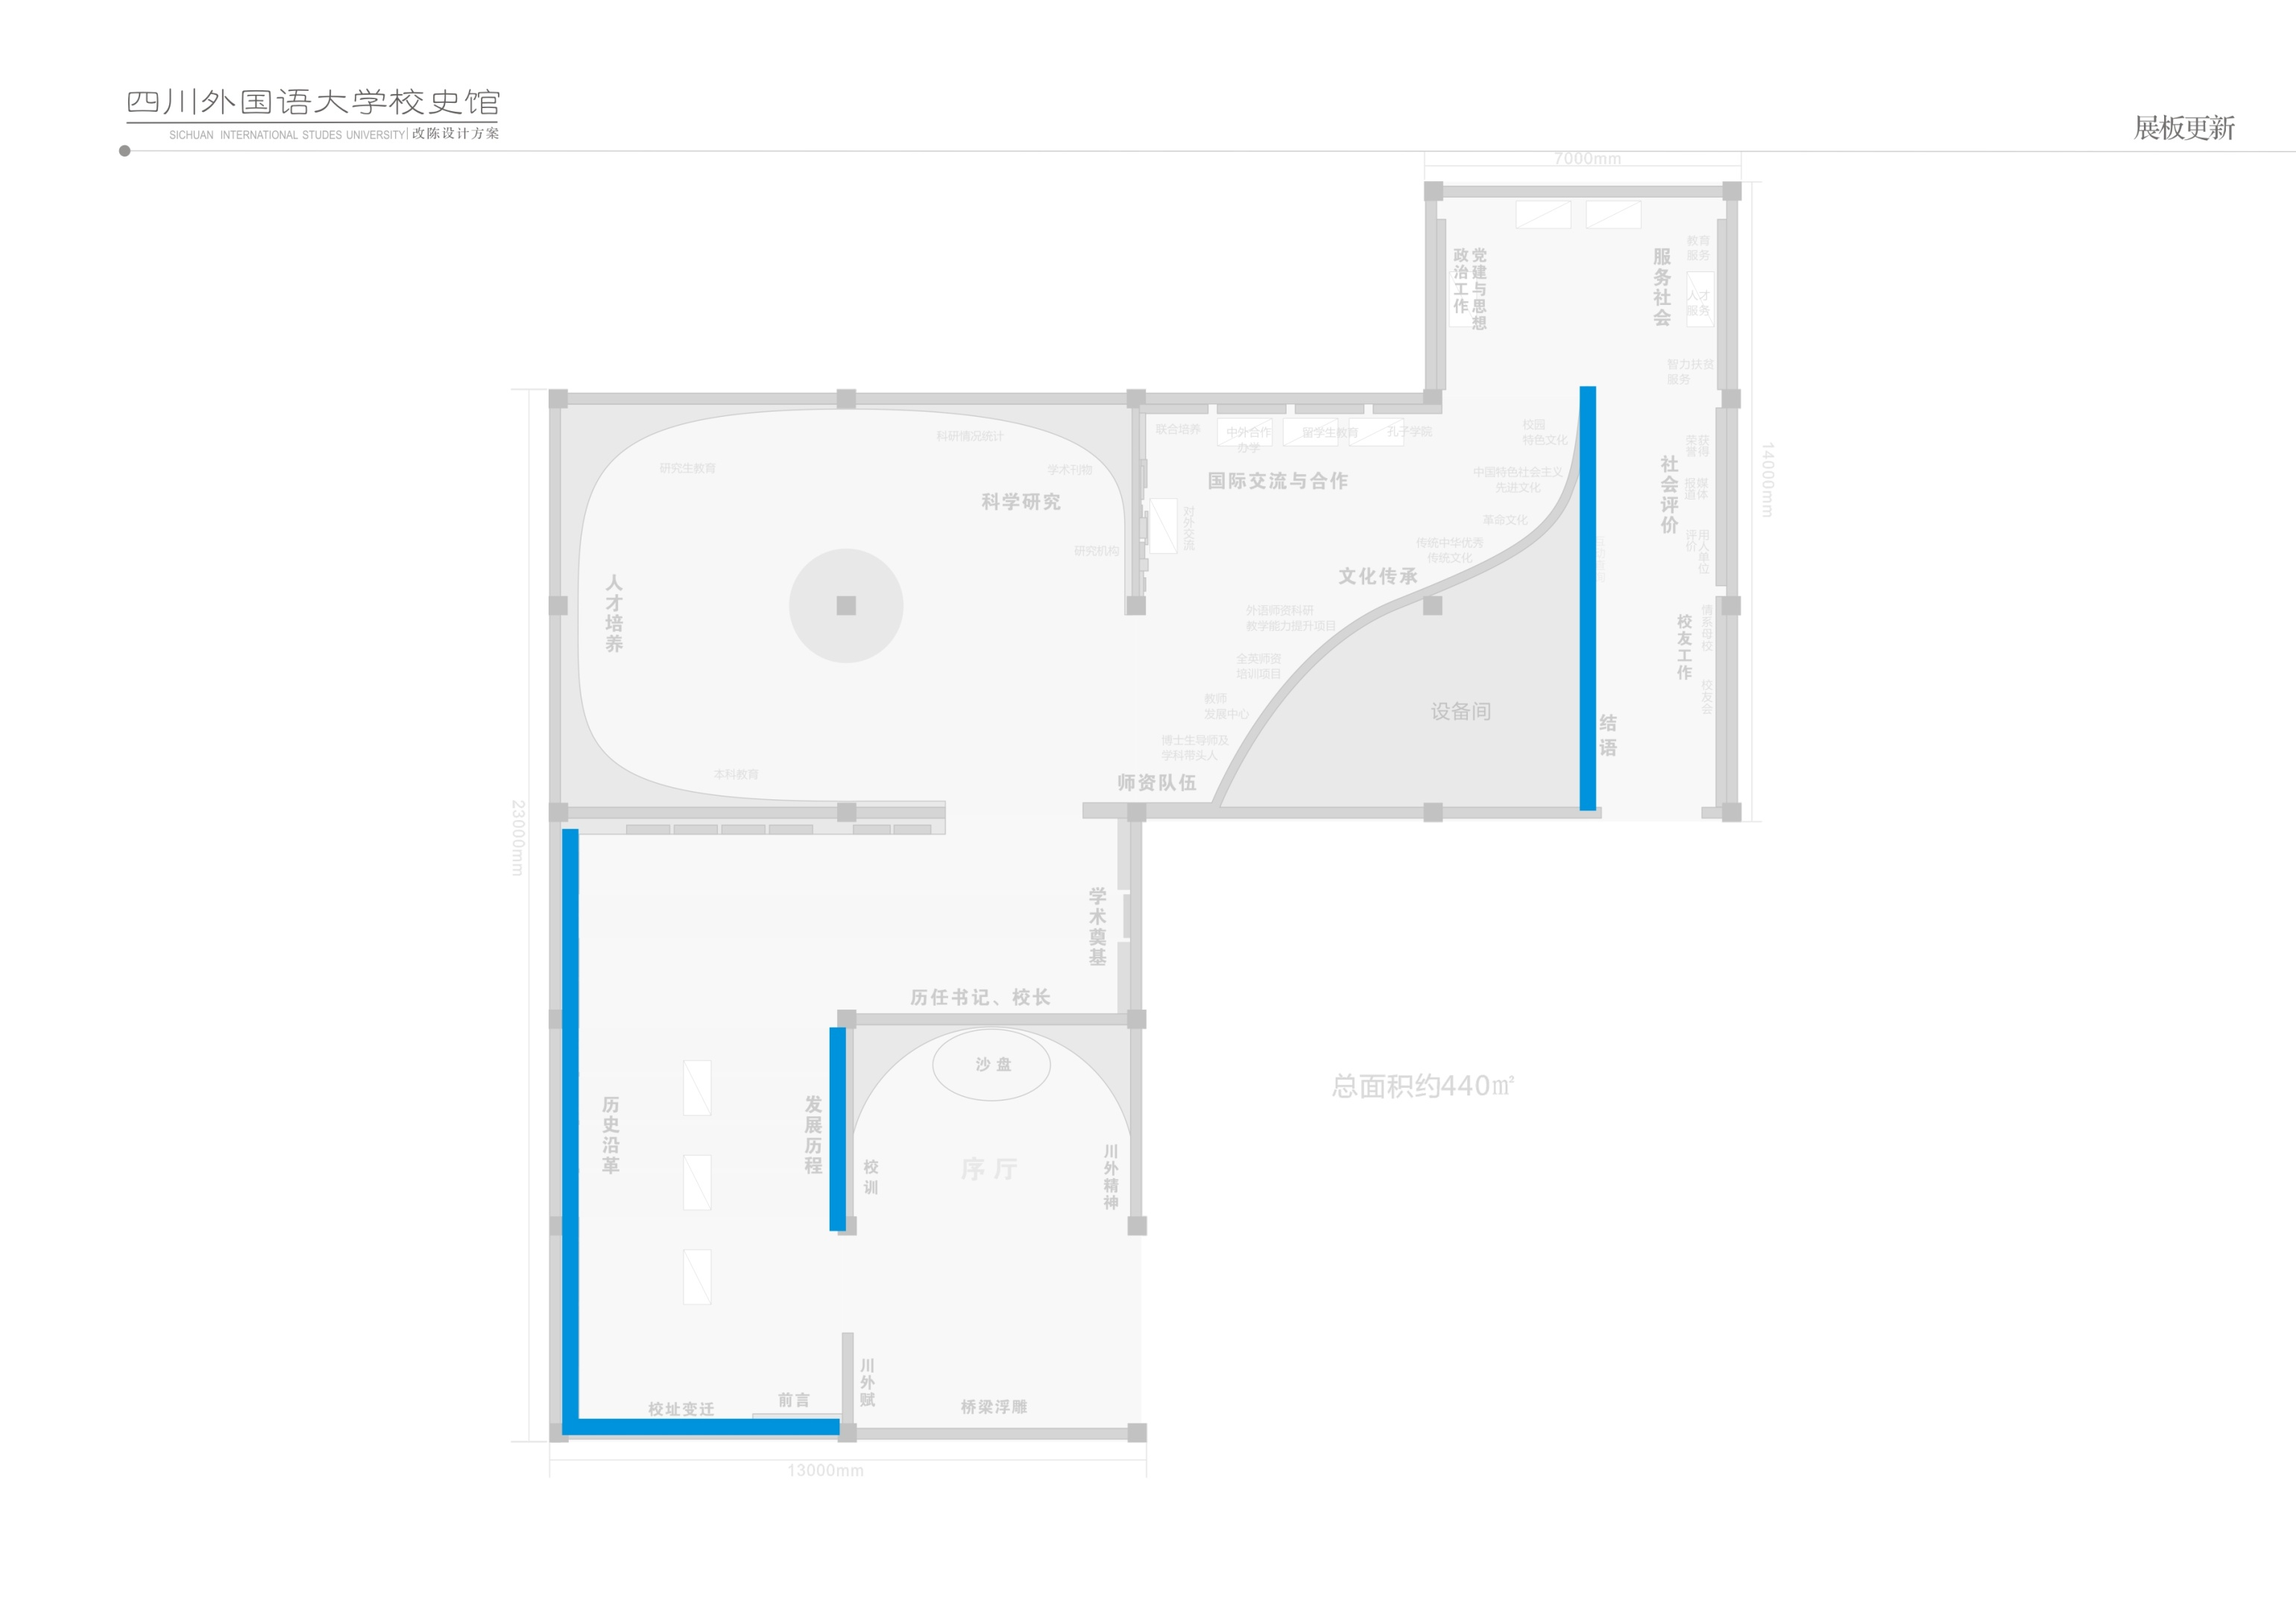 四川外国语大学校史馆
SICHUAN INTERNATIONAL STUDIES UNIVERSITY 改陈设计方案
展板更新
7000mm
党建与思想
政治工作
服务社会
教育
服务
人才
服务
智力扶贫
服务
14000mm
联合培养
中外合作
办学
留学生教育
孔子学院
国际交流与合作
对外交流
校园
特色文化
中国特色社会主义
先进文化
革命文化
传统中华优秀
传统文化
文化传承
社会评价
获得
荣誉
媒体
报道
用人单位
评价
校友工作
情系母校
校友会
结语
科研情况统计
研究生教育
学术刊物
科学研究
研究机构
人才培养
本科教育
外语师资科研
教学能力提升项目
全英师资
培训项目
教师
发展中心
博士生导师及
学科带头人
师资队伍
设备间
23000mm
学术奠基
历任书记、校长
沙盘
历史沿革
发展历程
校训
序厅
川外精神
总面积约440㎡
川外赋
前言
校址变迁
桥梁浮雕
13000mm